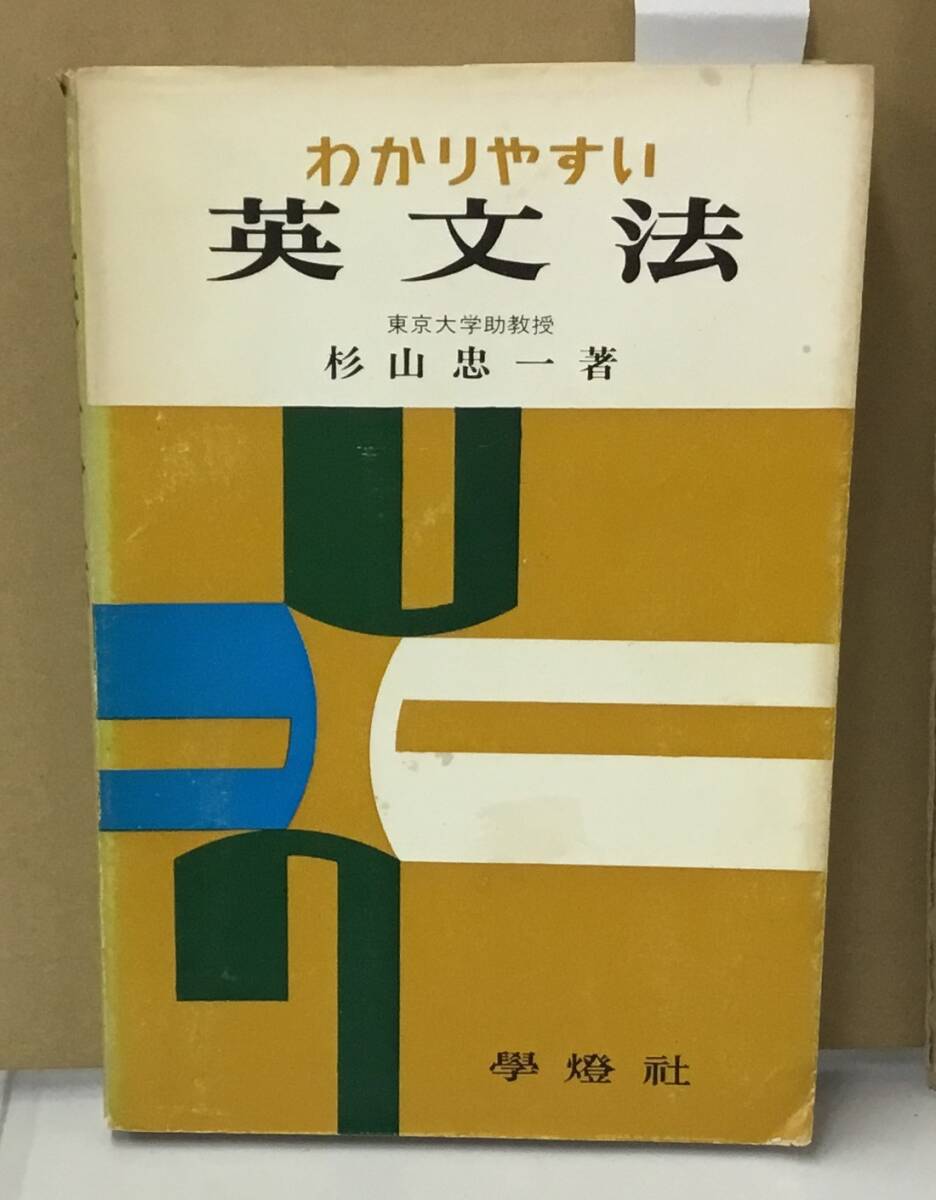 わかりやすい
英文法
東京大学助教授
杉山忠一著
學燈社